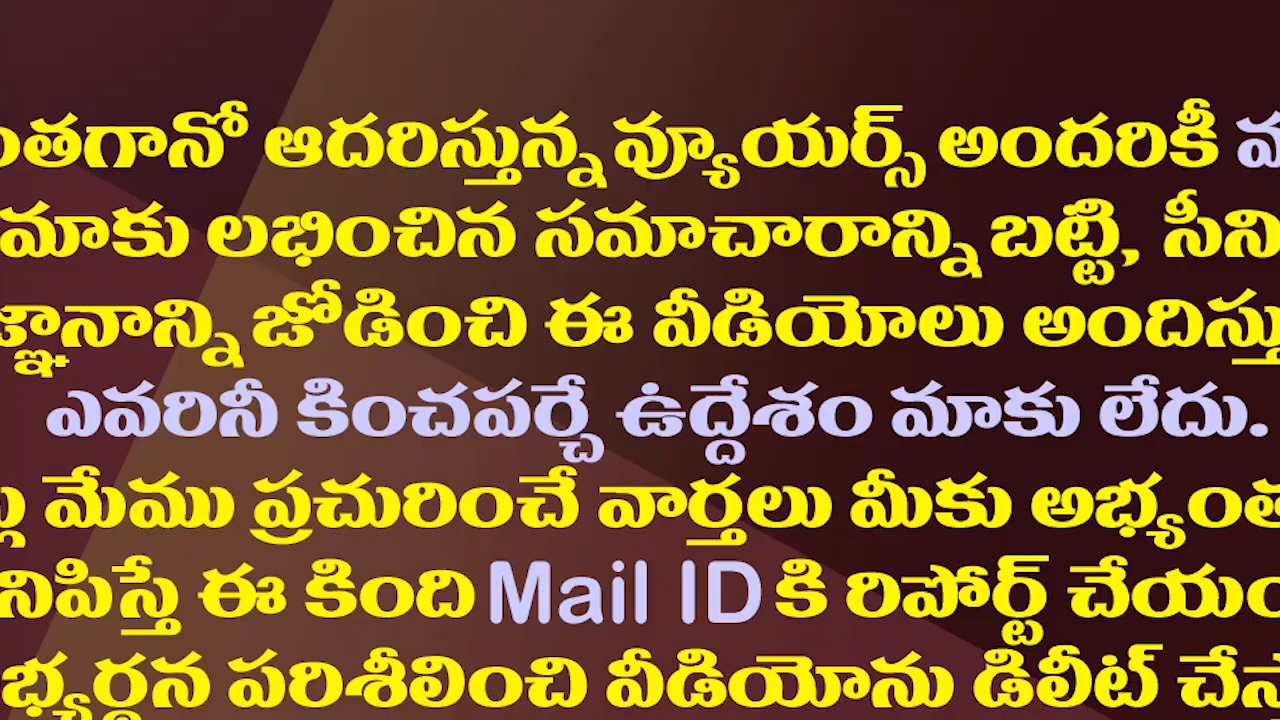 ఆదరిస్తున్న వ్యూయర్స్ అందరికీ
మాకు లభించిన సమాచారాన్ని బట్టి,
జోడించి ఈ వీడియోలు
ఎవరినీ కించపర్చే ఉద్దేశం మాకు లేదు.
మేము ప్రచురించే వార్తలు మీకు
ఈ కింది Mail ID కి రిపోర్ట్
పరిశీలించి వీడియోను డిలీట్